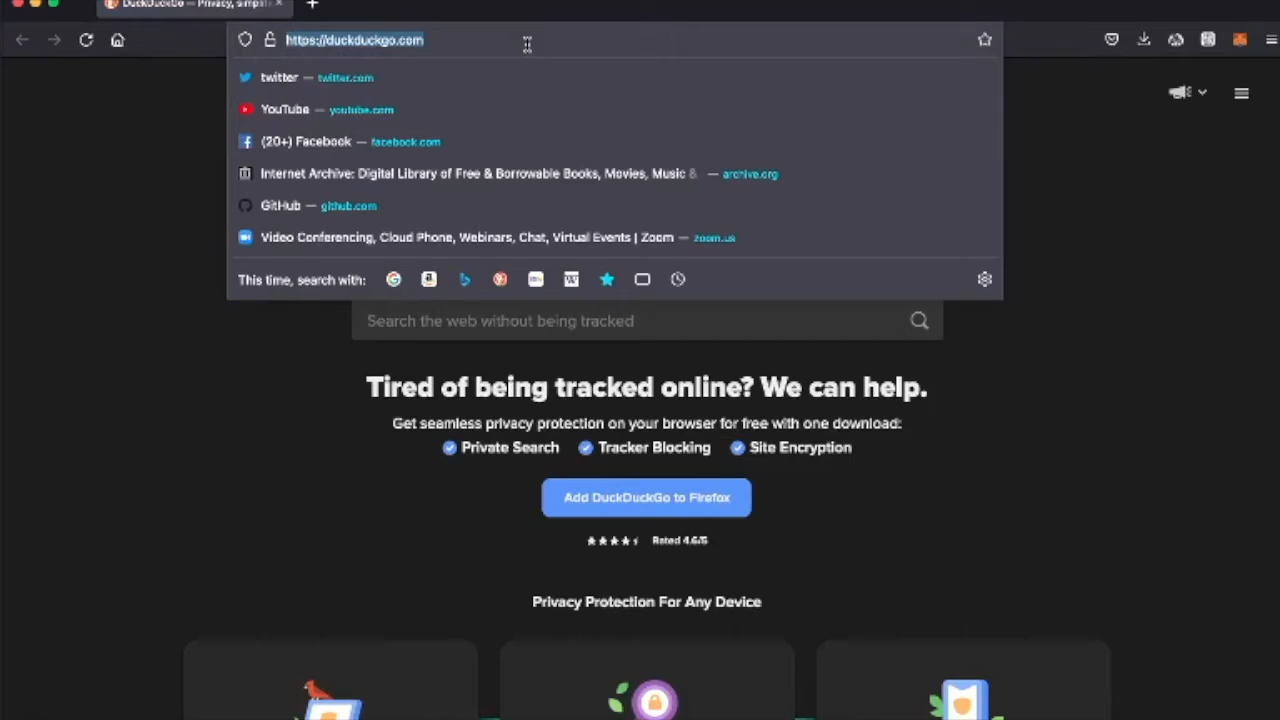 DuckDuckGo — Privacy, simplifi
https://duckduckgo.com
twitter — twitter.com
YouTube — youtube.com
(20+) Facebook — facebook.com
Internet Archive: Digital Library of Free & Borrowable Books, Movies, Music & — archive.org
GitHub — github.com
Video Conferencing, Cloud Phone, Webinars, Chat, Virtual Events | Zoom — zoom.us
This time, search with:
Search the web without being tracked
Tired of being tracked online? We can help.
Get seamless privacy protection on your browser for free with one download:
Private Search Tracker Blocking Site Encryption
Add DuckDuckGo to Firefox
Rated 4.6/5
Privacy Protection For Any Device